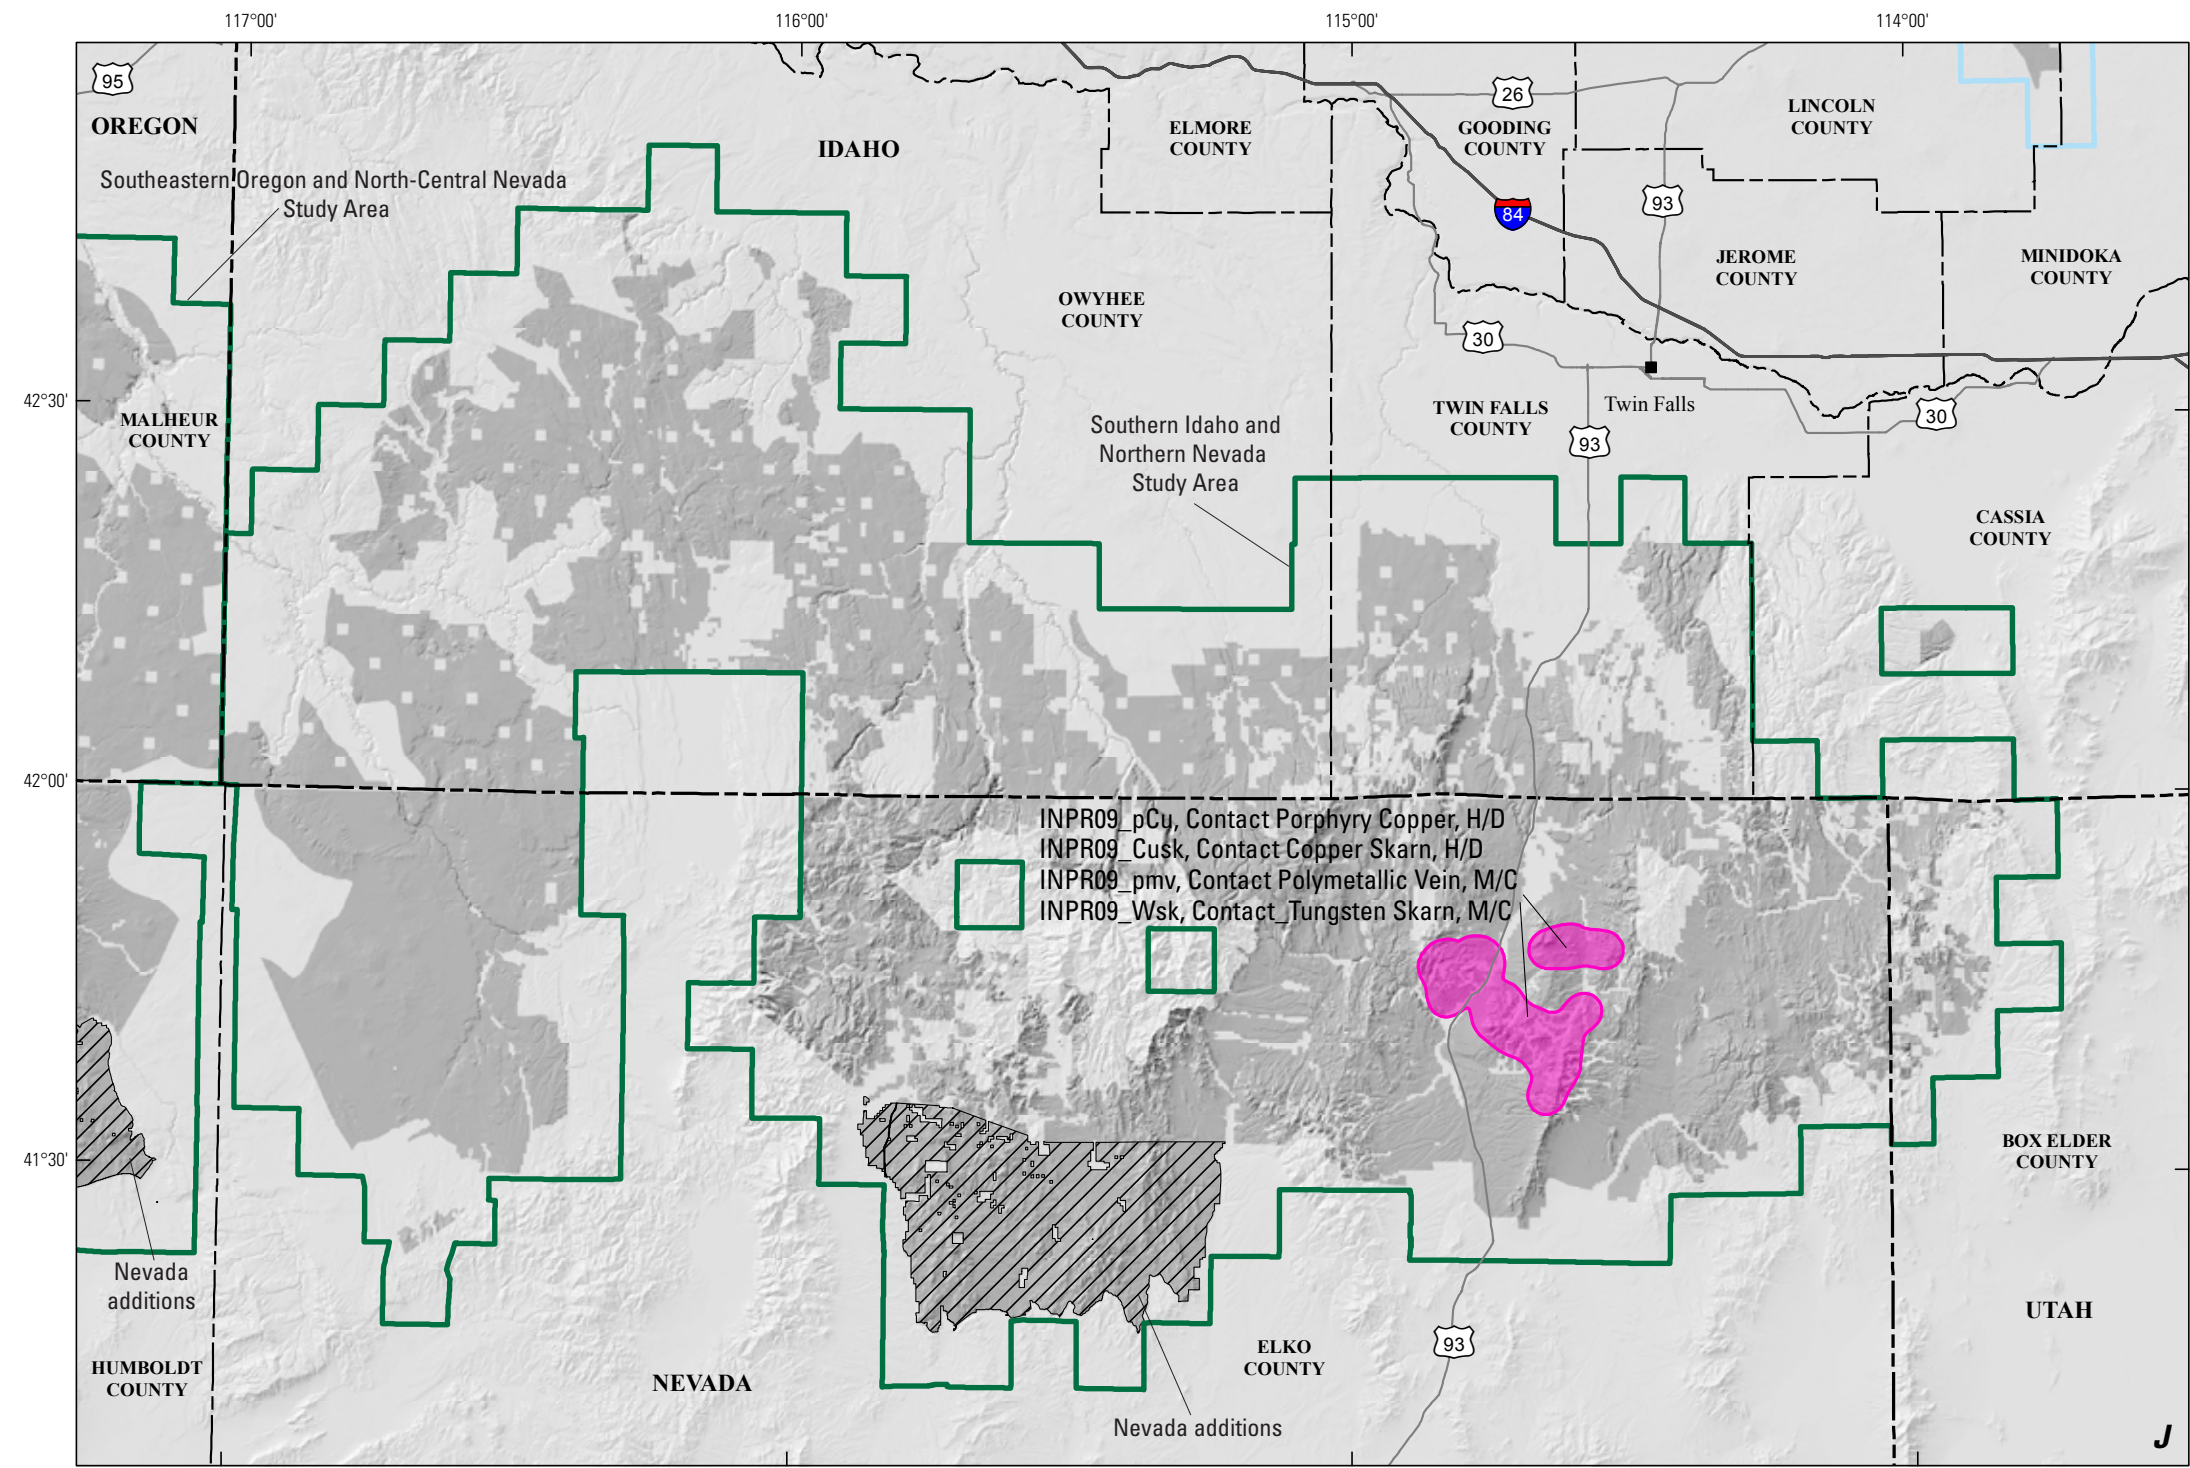 117°00'
116°00'
115°00'
114°00'
95
OREGON
IDAHO
ELMORE
COUNTY
26
GOODING
COUNTY
LINCOLN
COUNTY
Southeastern Oregon and North-Central Nevada
Study Area
84
93
JEROME
COUNTY
MINIDOKA
COUNTY
OWYHEE
COUNTY
30
42°30'
MALHEUR
COUNTY
Southern Idaho and
Northern Nevada
Study Area
TWIN FALLS
COUNTY
Twin Falls
93
30
CASSIA
COUNTY
42°00'
INPR09_pCu, Contact Porphyry Copper, H/D
INPR09_Cusk, Contact Copper Skarn, H/D
INPR09_pmv, Contact Polymetallic Vein, M/C
INPR09_Wsk, Contact_Tungsten Skarn, M/C
41°30'
BOX ELDER
COUNTY
Nevada
additions
UTAH
HUMBOLDT
COUNTY
NEVADA
ELKO
COUNTY
93
Nevada additions
J